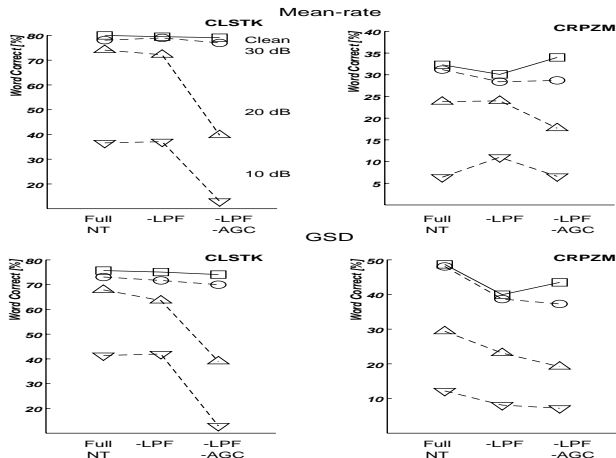 Mean-rate
CLSTK
Word Correct [%]
80
70
60
50
40
30
20
Clean
30 dB
20 dB
10 dB
Full
NT
-LPF
-LPF
-AGC
CRPZM
Word Correct [%]
40
35
30
25
20
15
10
5
Full
NT
-LPF
-LPF
-AGC
GSD
CLSTK
Word Correct [%]
80
70
60
50
40
30
20
Full
NT
-LPF
-LPF
-AGC
CRPZM
Word Correct [%]
50
40
30
20
10
Full
NT
-LPF
-LPF
-AGC